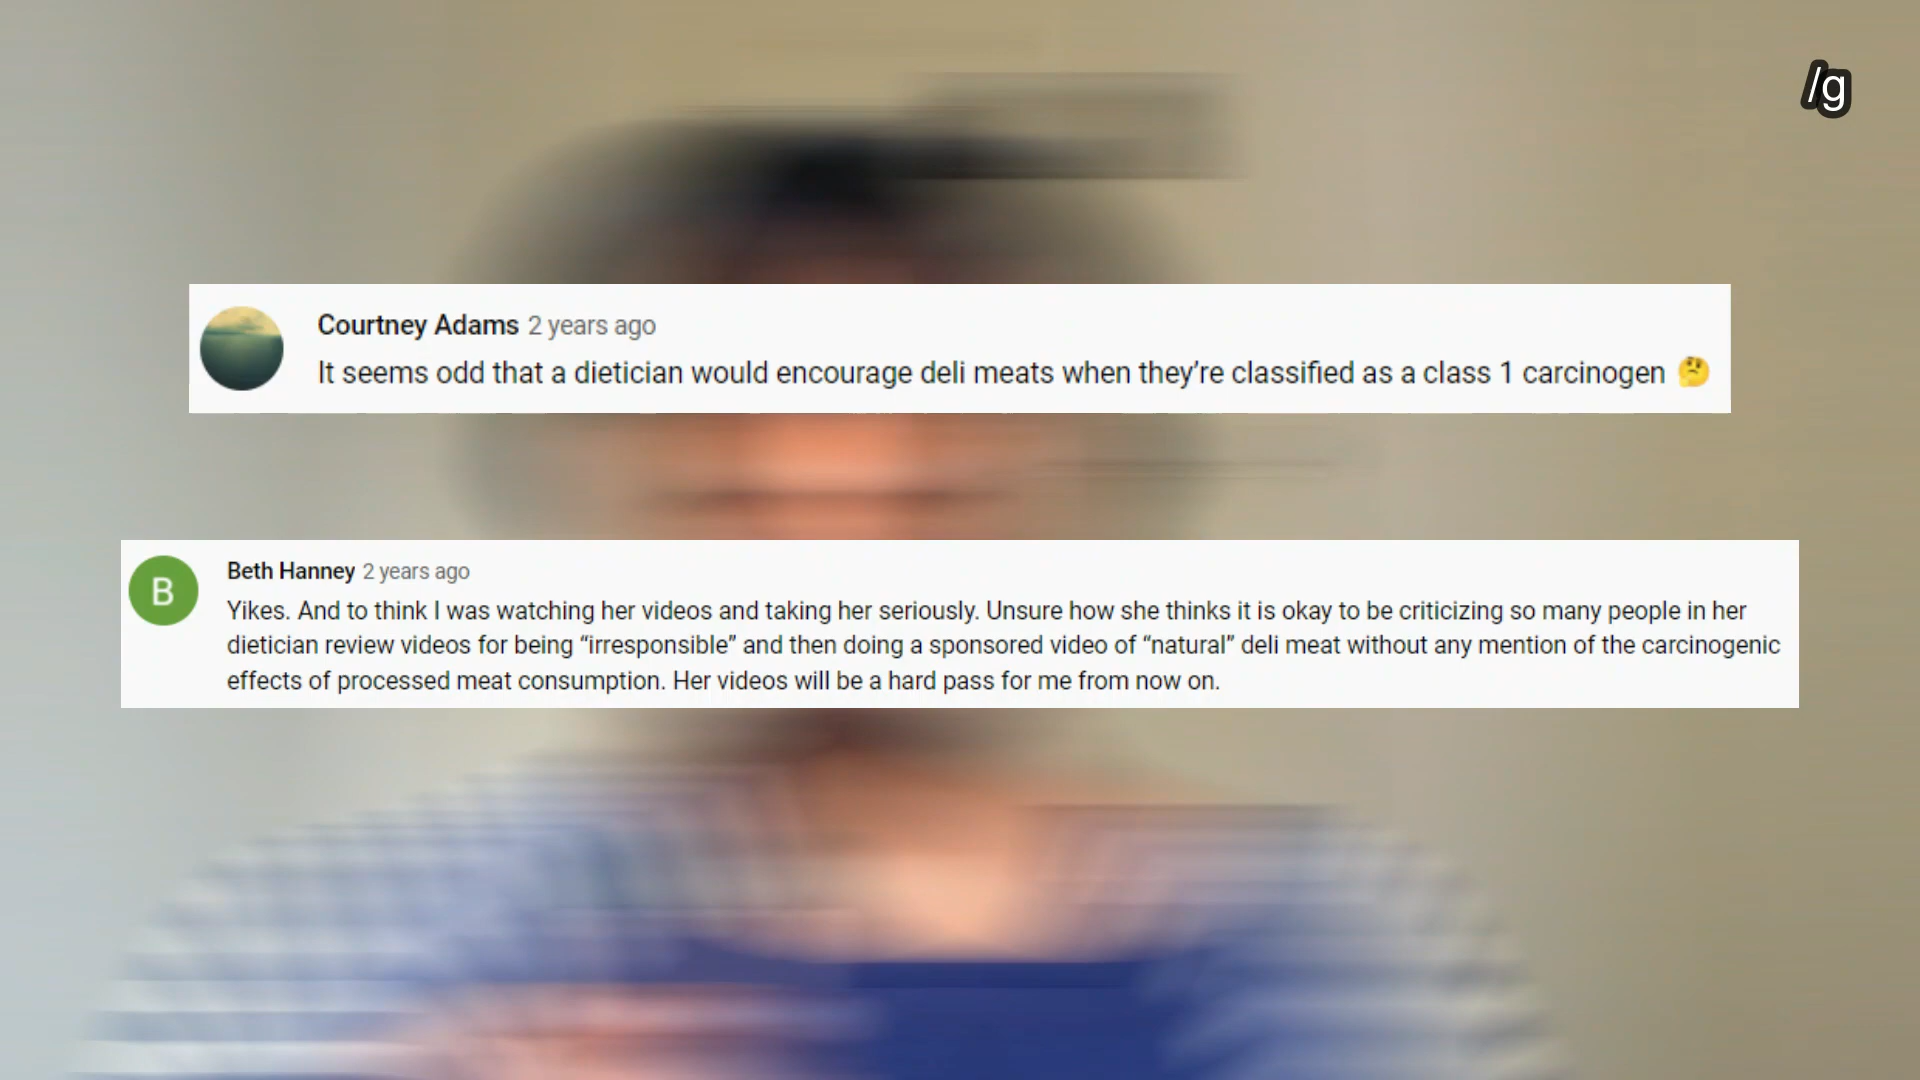 /g
Courtney Adams 2 years ago
It seems odd that a dietician would encourage deli meats when they’re classified as a class 1 carcinogen 🤔
B
Beth Hanney 2 years ago
Yikes. And to think I was watching her videos and taking her seriously. Unsure how she thinks it is okay to be criticizing so many people in her
dietician review videos for being “irresponsible” and then doing a sponsored video of “natural” deli meat without any mention of the carcinogenic
effects of processed meat consumption. Her videos will be a hard pass for me from now on.